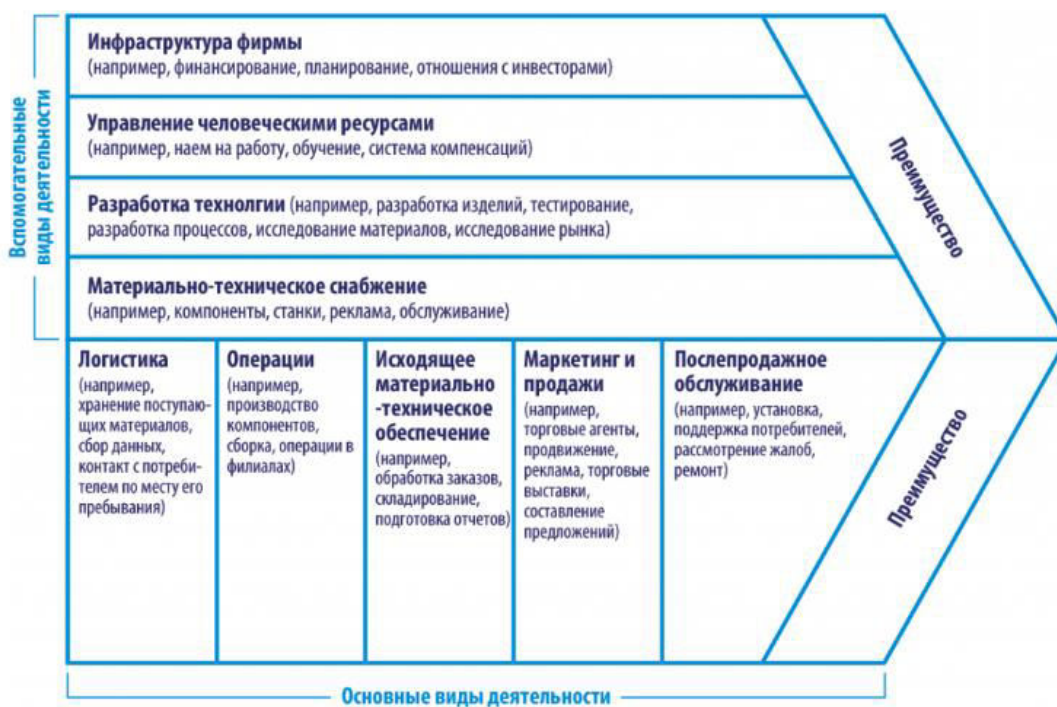 Вспомогательные
виды деятельности
Инфраструктура фирмы
(например, финансирование, планирование, отношения с инвесторами)
Управление человеческими ресурсами
(например, наем на работу, обучение, система компенсаций)
Разработка технолгии (например, разработка изделий, тестирование,
разработка процессов, исследование материалов, исследование рынка)
Материально-техническое снабжение
(например, компоненты, станки, реклама, обслуживание)
Преимущество
Логистика
(например,
хранение поступаю-
щих материалов,
сбор данных,
контакт с потреби-
телем по месту его
пребывания)
Операции
(например,
производство
компонентов,
сборка, операции в
филиалах)
Исходящее
материально
-техническое
обеспечение
(например,
обработка заказов,
складирование,
подготовка отчетов)
Маркетинг и
продажи
(например,
торговые агенты,
продвижение,
реклама, торговые
выставки,
составление
предложений)
Послепродажное
обслуживание
(например, установка,
поддержка потребителей,
рассмотрение жалоб,
ремонт)
Преимущество
Основные виды деятельности